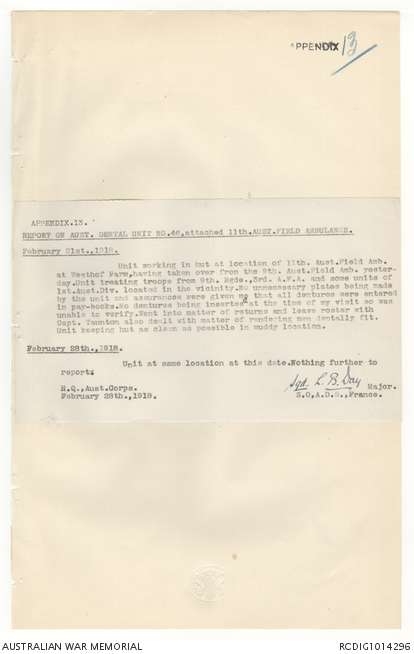 APPENDIX 13
APPENDIX.13.
REPORT ON AUST. DENTAL UNIT NO.46,attached 11th.AUST.FIELD AMBULANCE.
February 21st.,1918.
Unit working in hut at location of 11th. Aust.Field Amb.
at Westhof Farm,having taken over from the 9th. Aust.Field Amb. yester-
day.Unit treating troops from 9th. Bgde.,3rd. A.F.A. and some units of
1st.Aust.Div. located in the vicinity.No unnecessary plates being made
by the unit and assurances were given me that all dentures were entered
in pay-books.No dentures being inserted at the time of my visit so was
unable to verify.Went into matter of returns and leave roster with
Capt. Taunton also dealt with matter of rendering men dentally fit.
Unit keeping hut as clean as possible in muddy location.
February 28th.,1918.
Unit at same location at this date.Nothing further to
report;
H.Q.,Aust.Corps.
February 28th.,1918.
Sgd. L. B. Day Major.
S.O,A.D.S.,France.
AUSTRALIAN WAR MEMORIAL
RCDIG1014296